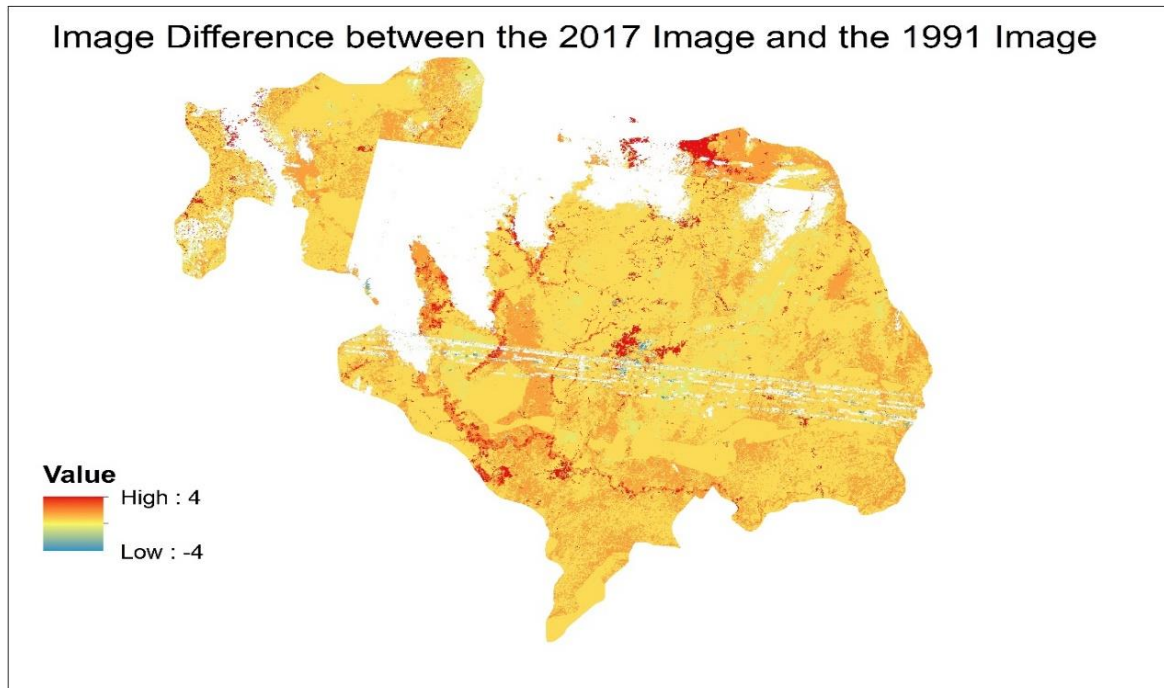 Image Difference between the 2017 Image and the 1991 Image
Value
High : 4
Low : -4